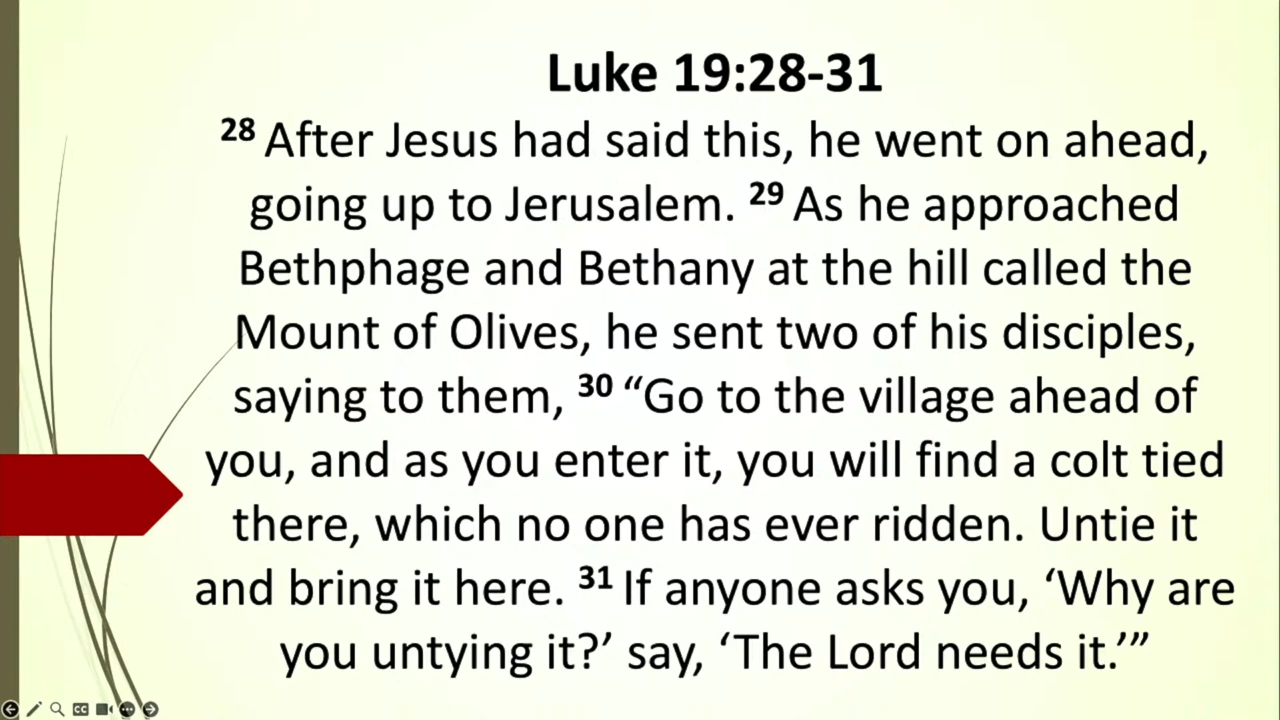 Luke 19:28-31
28 After Jesus had said this, he went on ahead,
going up to Jerusalem. 29 As he approached
Bethphage and Bethany at the hill called the
Mount of Olives, he sent two of his disciples,
saying to them, 30 “Go to the village ahead of
you, and as you enter it, you will find a colt tied
there, which no one has ever ridden. Untie it
and bring it here. 31 If anyone asks you, ‘Why are
you untying it?’ say, ‘The Lord needs it.’”
CC